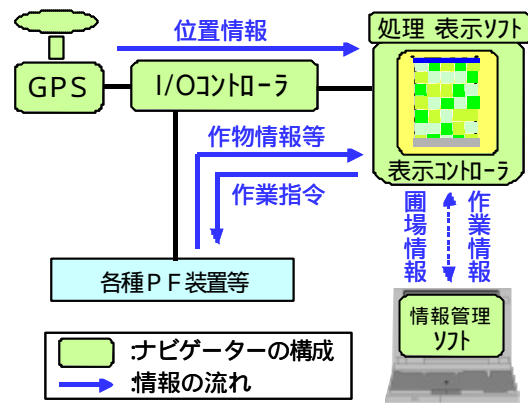 位置情報
処理 表示ソフト
GPS
I/Oコントローラ
作物情報等
表示コントローラ
作業指令
圃場情報
作業情報
各種PF装置等
情報管理
ソフト
:ナビゲーターの構成
:情報の流れ